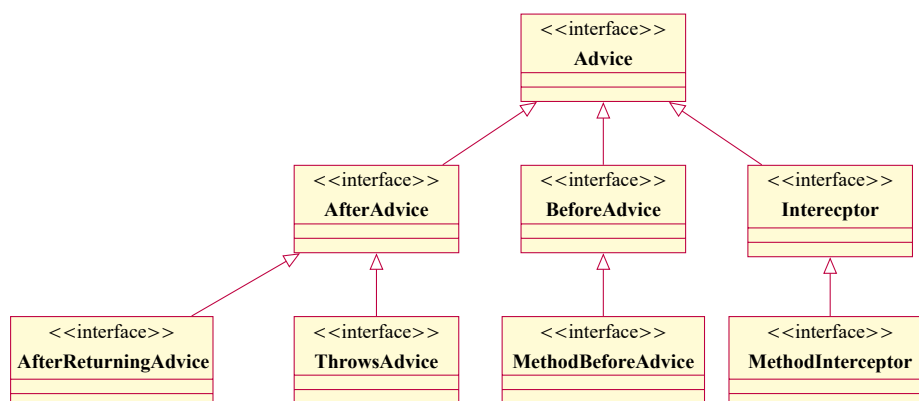 <<interface>>
Advice
<<interface>>
AfterAdvice
<<interface>>
BeforeAdvice
<<interface>>
Interecptor
<<interface>>
AfterReturningAdvice
<<interface>>
ThrowsAdvice
<<interface>>
MethodBeforeAdvice
<<interface>>
MethodInterceptor